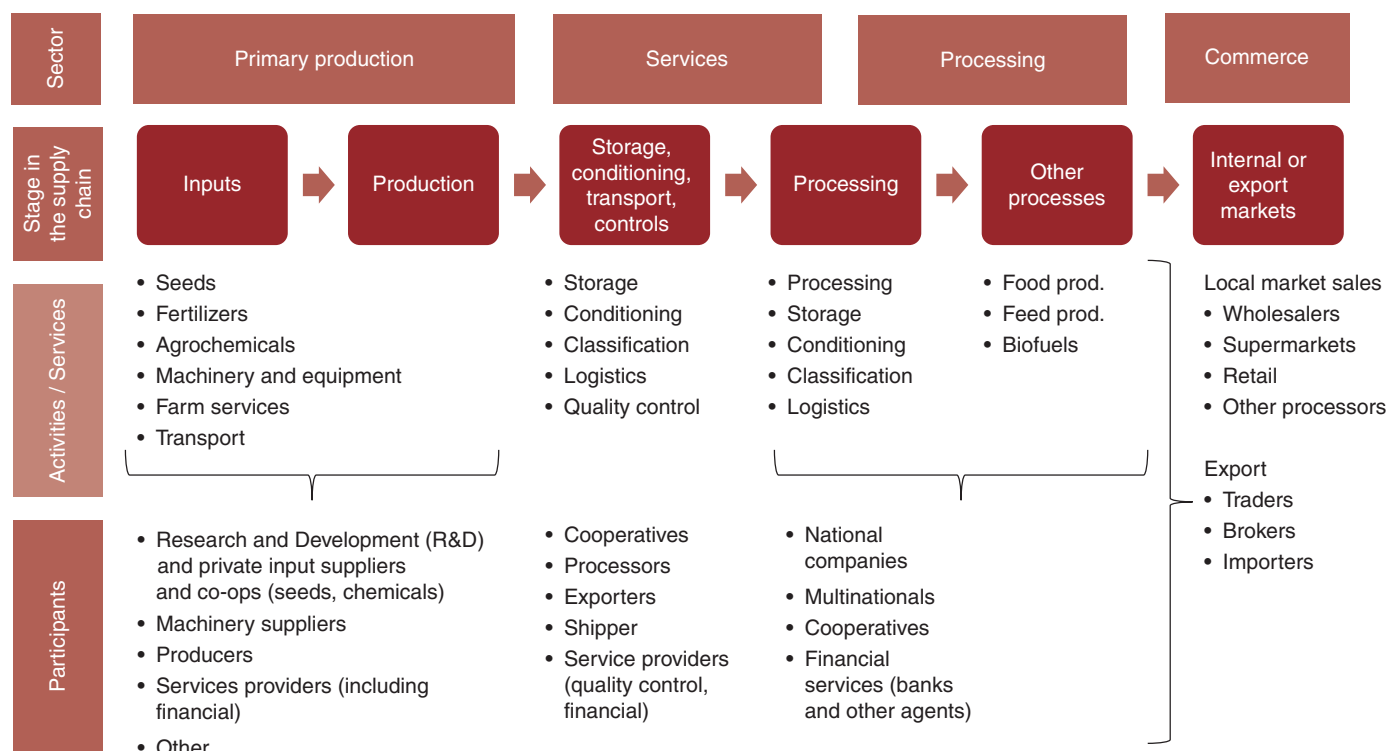 Sector
Primary production
Services
Processing
Commerce
Stage in
the supply
chain
Inputs
Production
Storage,
conditioning,
transport,
controls
Processing
Other
processes
Internal or
export
markets
Activities / Services
• Seeds
• Fertilizers
• Agrochemicals
• Machinery and equipment
• Farm services
• Transport
• Storage
• Conditioning
• Classification
• Logistics
• Quality control
• Processing
• Storage
• Conditioning
• Classification
• Logistics
• Food prod.
• Feed prod.
• Biofuels
Local market sales
• Wholesalers
• Supermarkets
• Retail
• Other processors
Export
• Traders
• Brokers
• Importers
Participants
• Research and Development (R&D)
and private input suppliers
and co-ops (seeds, chemicals)
• Machinery suppliers
• Producers
• Services providers (including
financial)
• Other
• Cooperatives
• Processors
• Exporters
• Shipper
• Service providers
(quality control,
financial)
• National
companies
• Multinationals
• Cooperatives
• Financial
services (banks
and other agents)